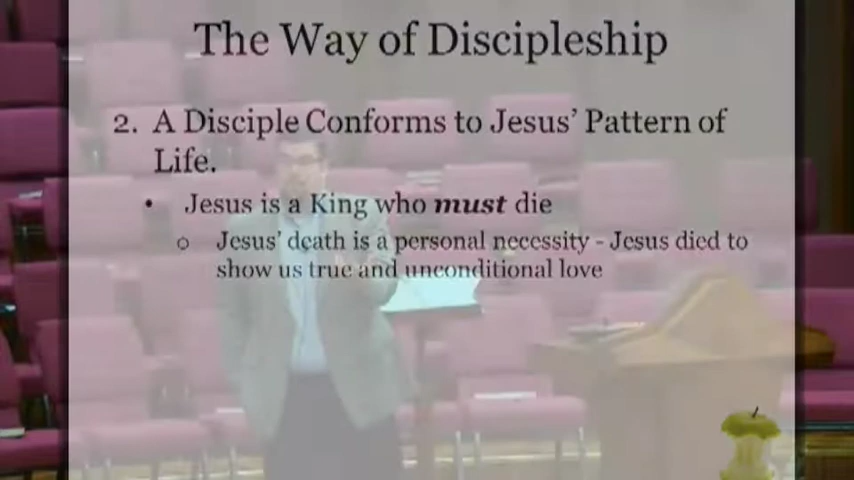 The Way of Discipleship
2. A Disciple Conforms to Jesus' Pattern of
Life.
• Jesus is a King who must die
○ Jesus' death is a personal necessity - Jesus died to
show us true and unconditional love